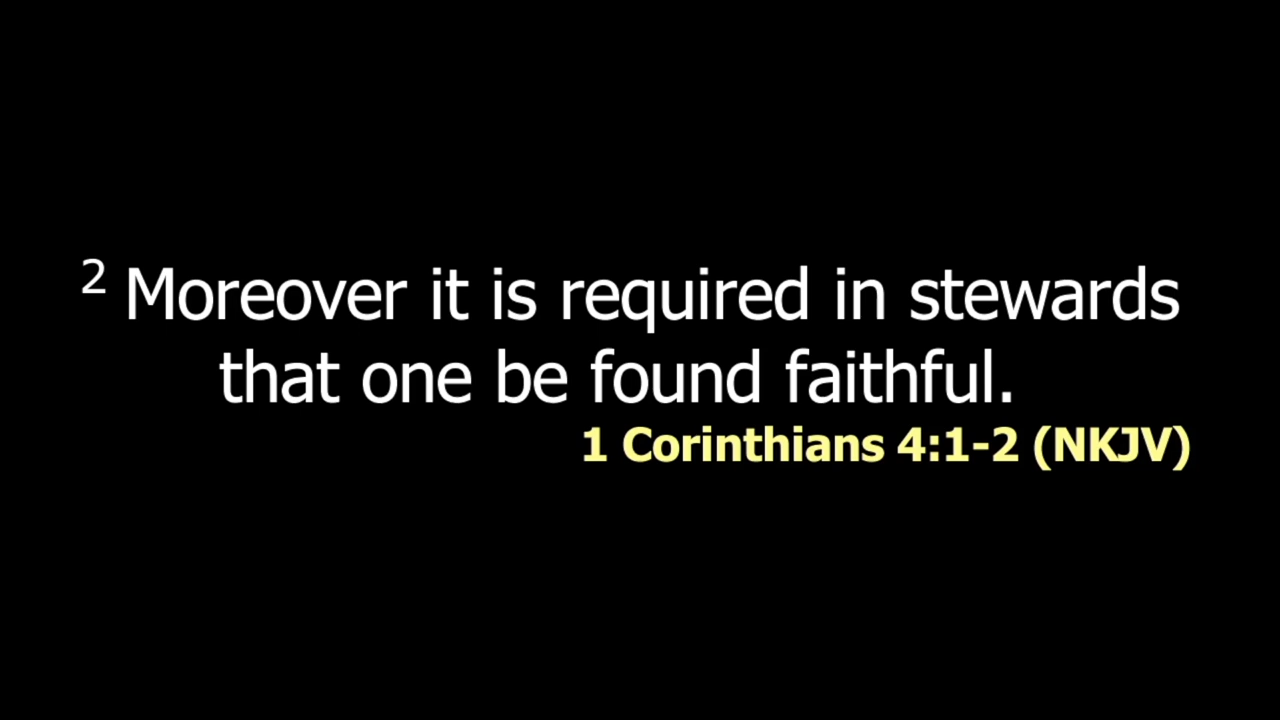 2 Moreover it is required in stewards
that one be found faithful.
1 Corinthians 4:1-2 (NKJV)